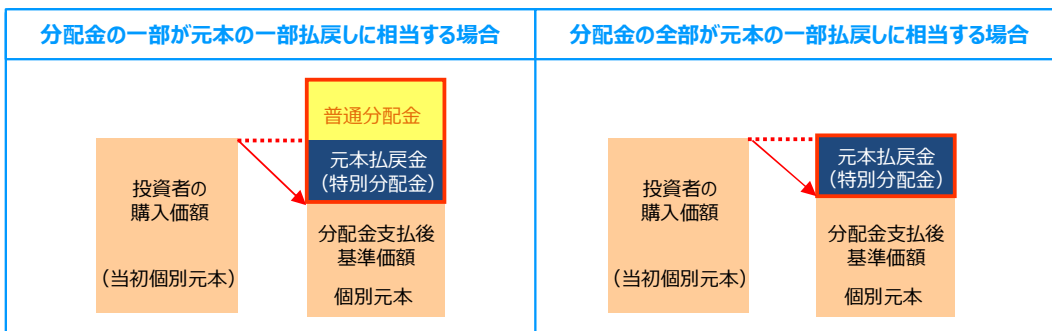 分配金の一部が元本の一部払戻しに相当する場合
普通分配金
元本払戻金
（特別分配金）
投資者の
購入価額
（当初個別元本）
分配金支払後
基準価額
個別元本
分配金の全部が元本の一部払戻しに相当する場合
元本払戻金
（特別分配金）
投資者の
購入価額
（当初個別元本）
分配金支払後
基準価額
個別元本